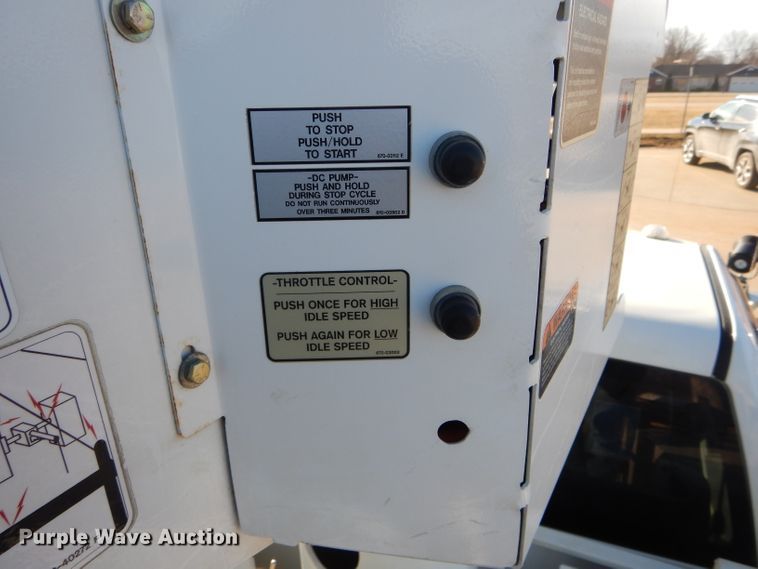 PUSH
TO STOP
PUSH/HOLD
TO START
-DC PUMP-
PUSH AND HOLD
DURING STOP CYCLE
DO NOT RUN CONTINUOUSLY
OVER THREE MINUTES
-THROTTLE CONTROL-
PUSH ONCE FOR HIGH
IDLE SPEED
PUSH AGAIN FOR LOW
IDLE SPEED
Purple Wave Auction